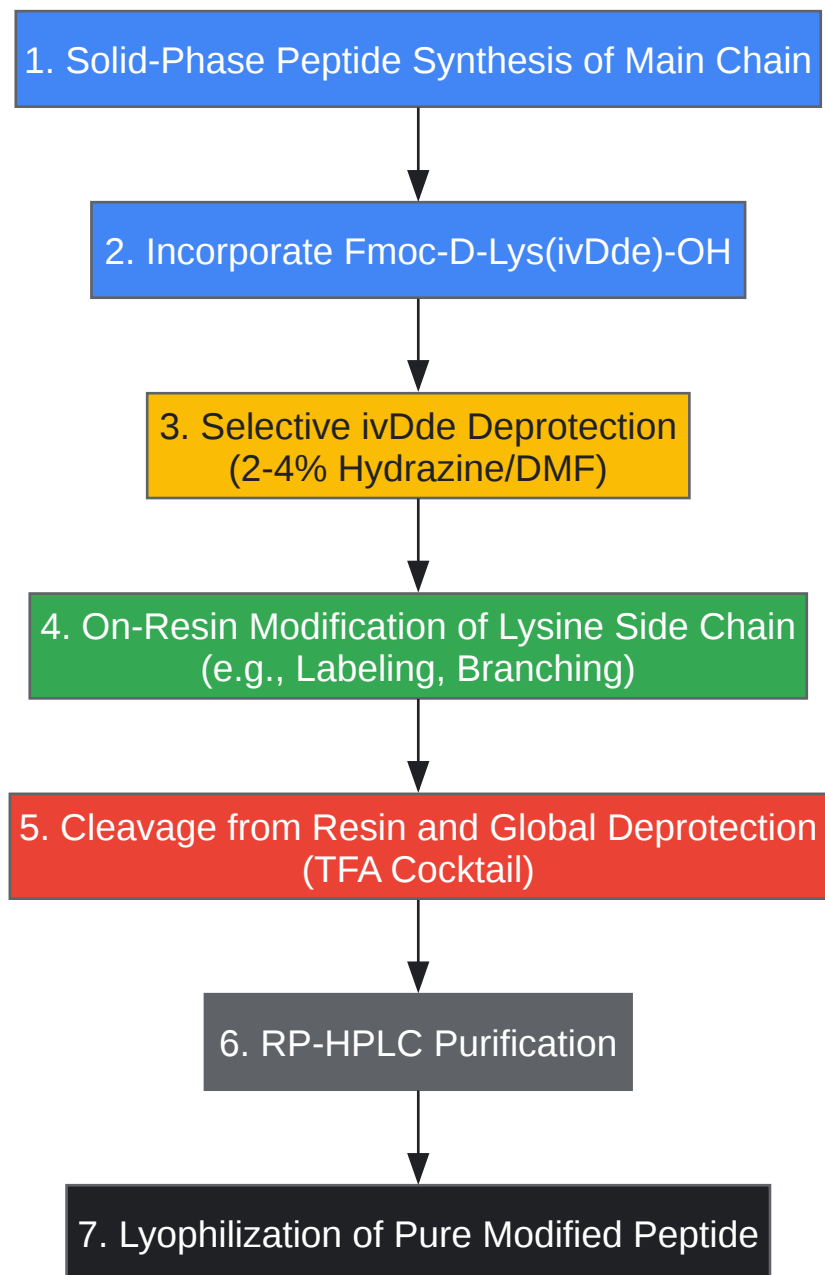 1. Solid-Phase Peptide Synthesis of Main Chain
2. Incorporate Fmoc-D-Lys(ivDde)-OH
3. Selective ivDde Deprotection
(2-4% Hydrazine/DMF)
4. On-Resin Modification of Lysine Side Chain
(e.g., Labeling, Branching)
5. Cleavage from Resin and Global Deprotection
(TFA Cocktail)
6. RP-HPLC Purification
7. Lyophilization of Pure Modified Peptide